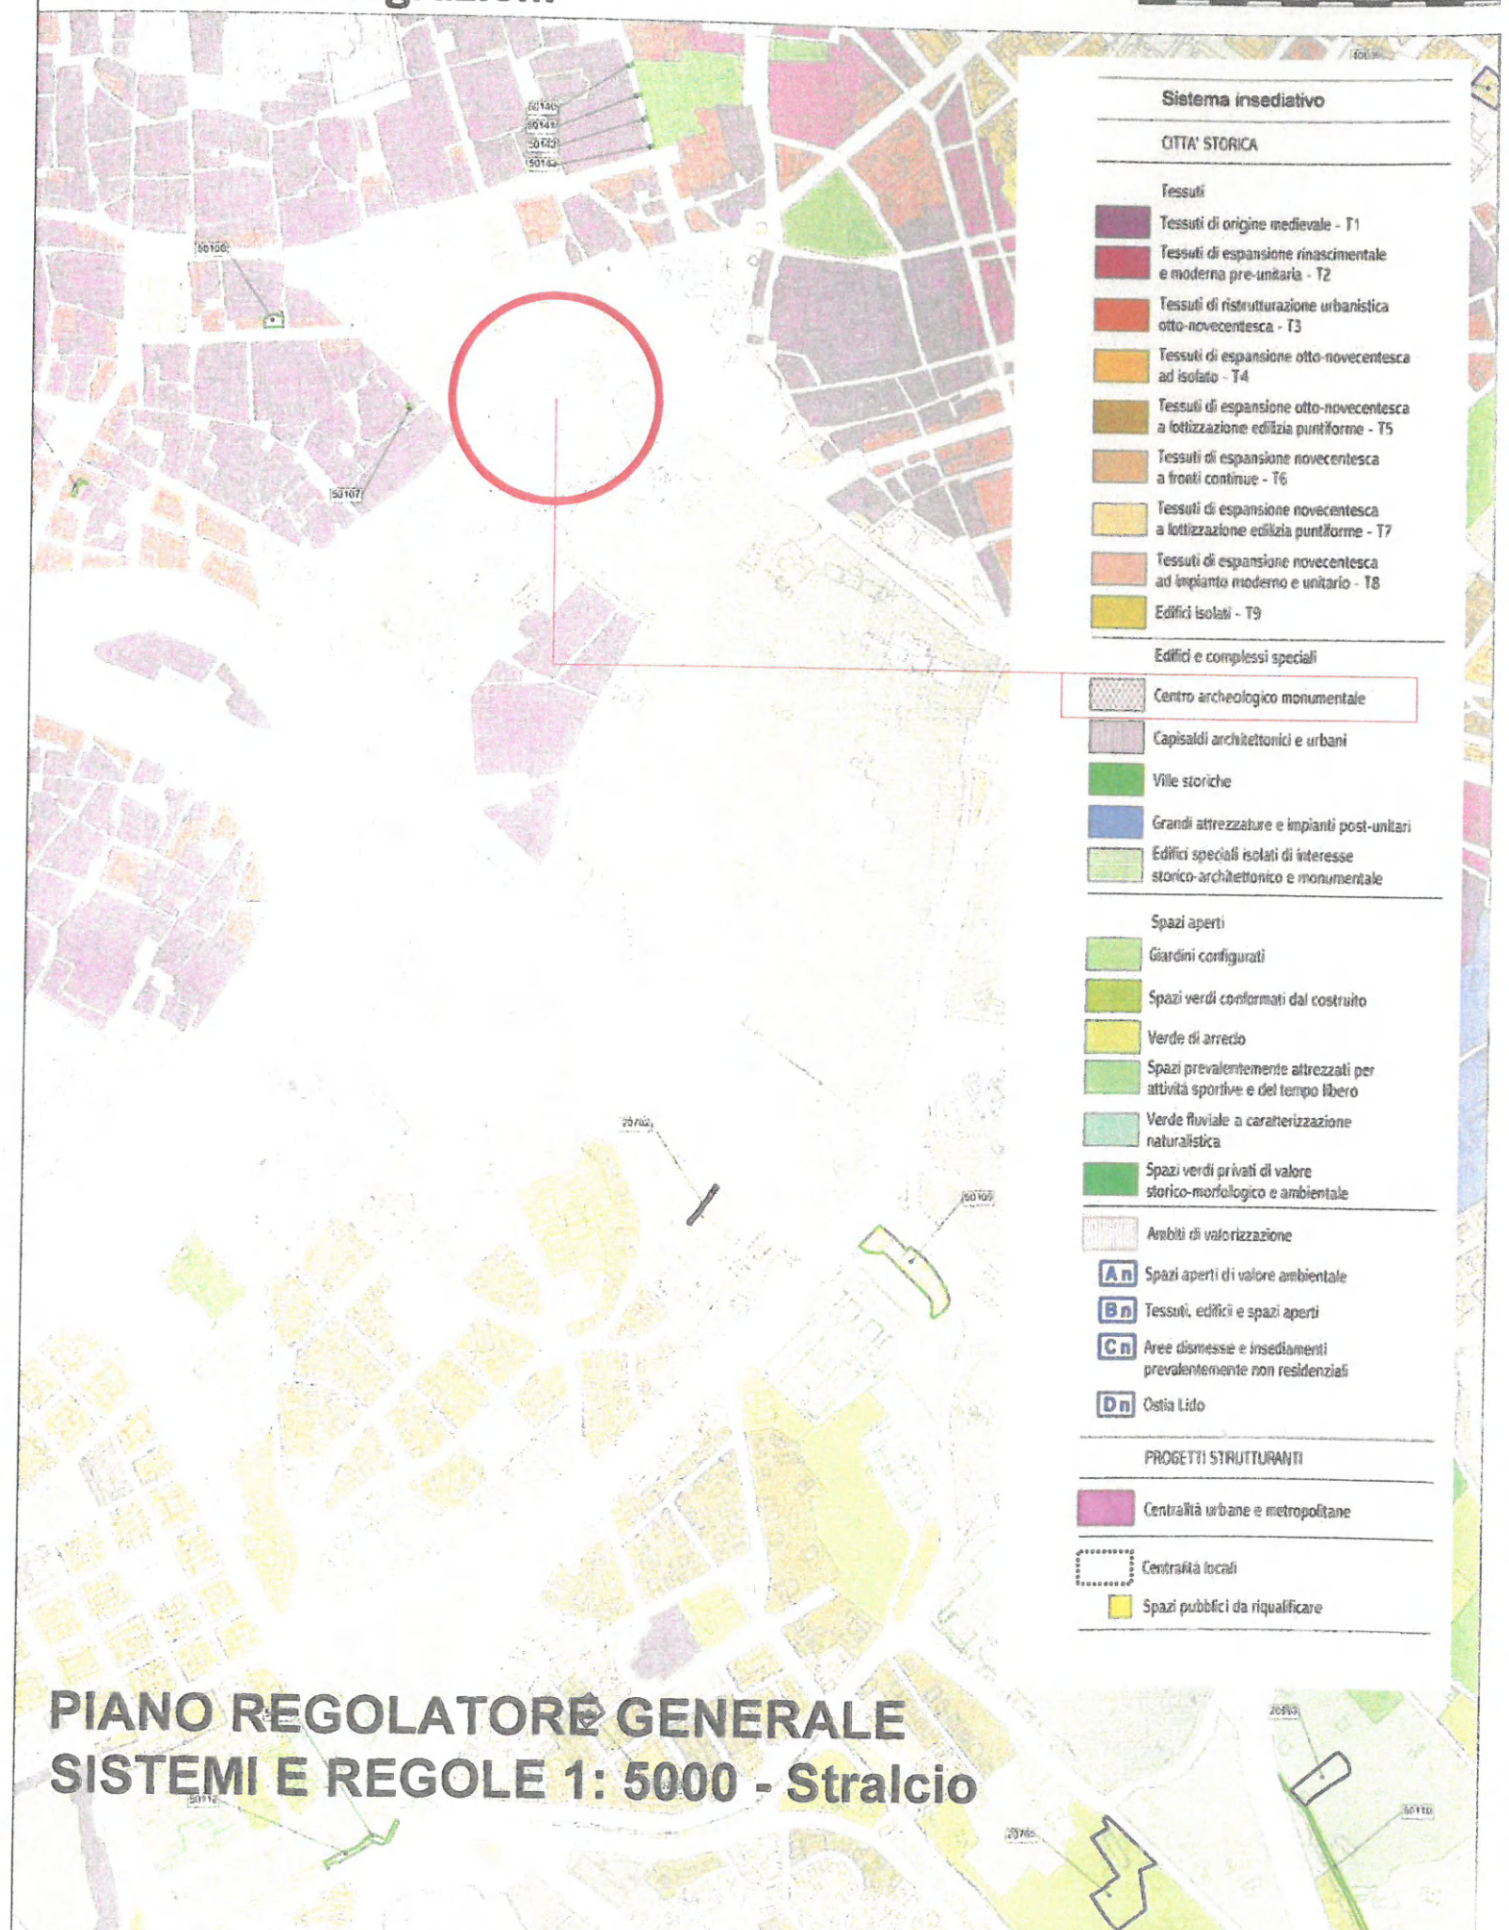 Sistema insediativo
CITTA' STORICA
Tessuti
Tessuti di origine medievale - T1
Tessuti di espansione rinascimentale
e moderna pre-unitaria - T2
Tessuti di ristrutturazione urbanistica
otto-novecentesca - T3
Tessuti di espansione otto-novecentesca
ad isolato - T4
Tessuti di espansione otto-novecentesca
a lottizzazione edilizia puntiforme - T5
Tessuti di espansione novecentesca
a fronti continue - T6
Tessuti di espansione novecentesca
a lottizzazione edilizia puntiforme - T7
Tessuti di espansione novecentesca
ad impianto moderno e unitario - T8
Edifici isolati - T9
Edifici e complessi speciali
Centro archeologico monumentale
Capisaldi architettonici e urbani
Ville storiche
Grandi attrezzature e impianti post-unitari
Edifici speciali isolati di interesse
storico-architettonico e monumentale
Spazi aperti
Giardini configurati
Spazi verdi conformati dal costruito
Verde di arredo
Spazi prevalentemente attrezzati per
attività sportive e del tempo libero
Verde fluviale a caratterizzazione
naturalistica
Spazi verdi privati di valore
storico-morfologico e ambientale
Ambiti di valorizzazione
An Spazi aperti di valore ambientale
Bn Tessuti, edifici e spazi aperti
Cn Aree dismesse e insediamenti
prevalentemente non residenziali
Dn Ostia Lido
PROGETTI STRUTTURANTI
Centralità urbane e metropolitane
Centralità locali
Spazi pubblici da riqualificare
50140
50141
50142
50143
50107
PIANO REGOLATORE GENERALE
SISTEMI E REGOLE 1: 5000 - Stralcio
50112
50110